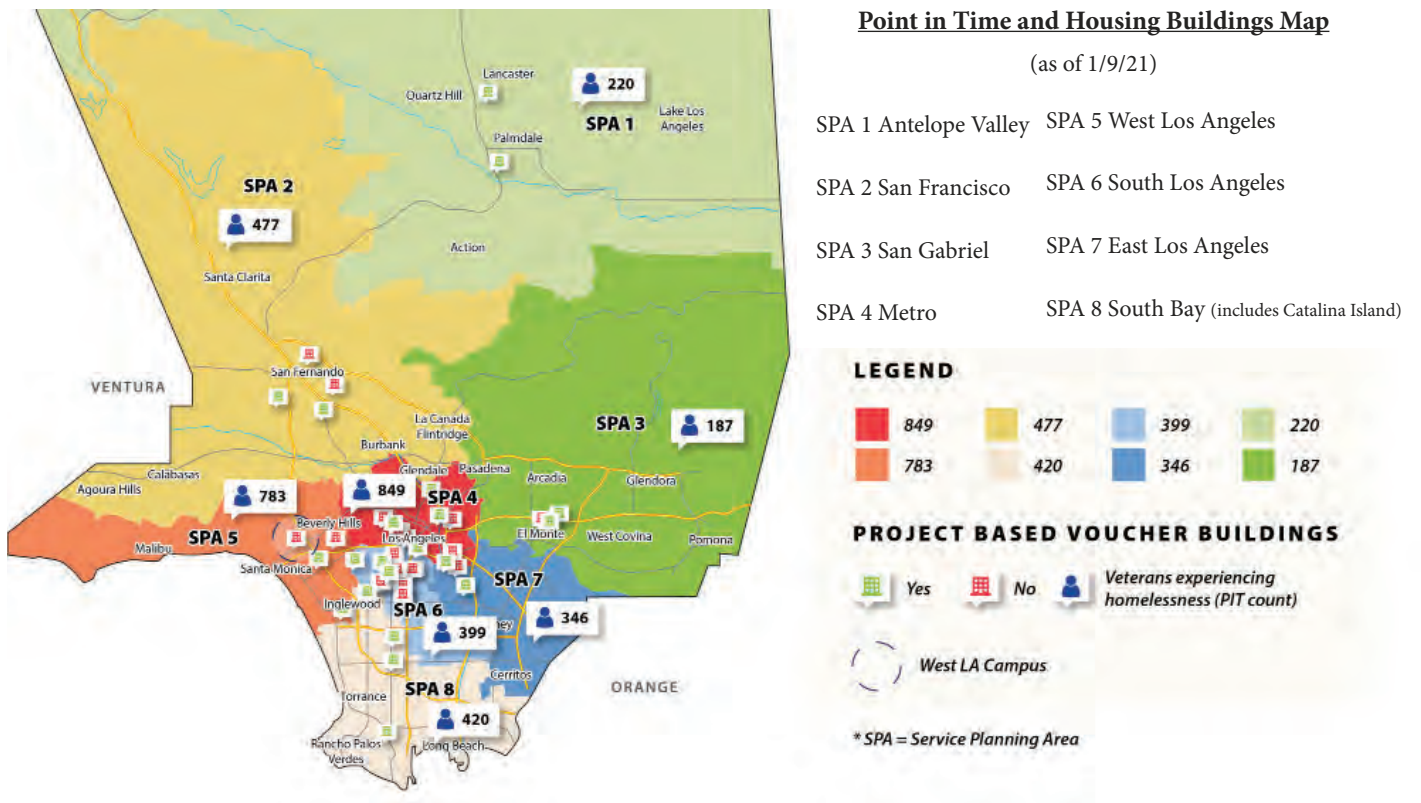 Point in Time and Housing Buildings Map
(as of 1/9/21)
SPA 1 Antelope Valley
SPA 5 West Los Angeles
SPA 2 San Francisco
SPA 6 South Los Angeles
SPA 3 San Gabriel
SPA 7 East Los Angeles
SPA 4 Metro
SPA 8 South Bay (includes Catalina Island)
Lancaster
220
Quartz Hill
SPA 1
Lake Los
Angeles
Palmdale
SPA 2
477
Action
Santa Clarita
San Fernando
VENTURA
La Canada
Flintridge
SPA 3
187
Burbank
Glendale
Pasadena
Calabasas
Arcadia
Glendora
Agoura Hills
783
849
SPA 4
Beverly Hills
SPA 5
Los Angeles
El Monte
West Covina
Pomona
Malibu
Santa Monica
SPA 7
Inglewood
SPA 6
346
399
ney
Cerritos
SPA 8
ORANGE
Torrance
420
Rancho Palos
Verdes
Long Beach
LEGEND
849
477
399
220
783
420
346
187
PROJECT BASED VOUCHER BUILDINGS
Yes
No
Veterans experiencing
homelessness (PIT count)
West LA Campus
* SPA = Service Planning Area